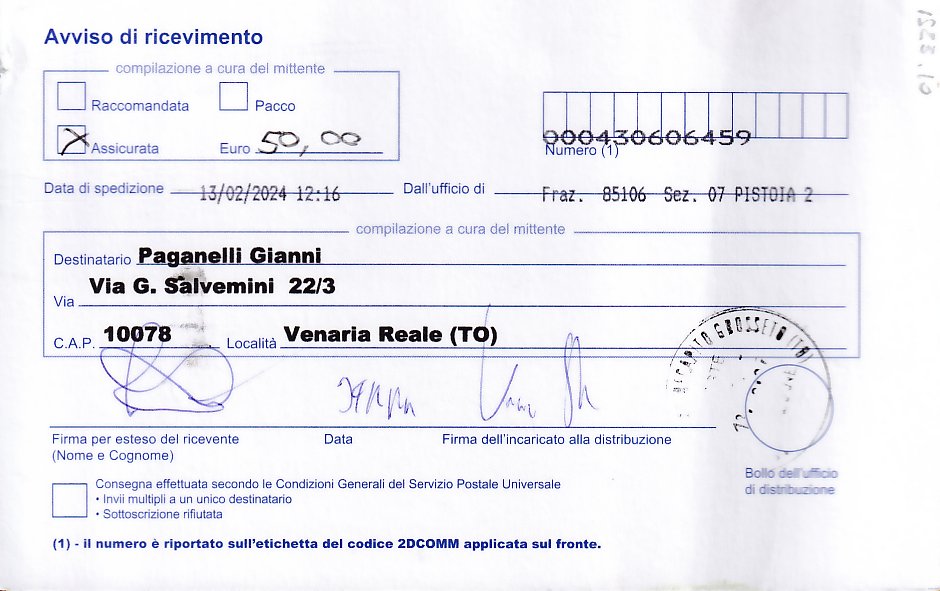 Avviso di ricevimento
compilazione a cura del mittente
Raccomandata Pacco
X Assicurata Euro 50,00
000430606459
Numero (1)
Data di spedizione 13/02/2024 12:16 Dall'ufficio di Fraz. 85106 Sez. 07 PISTOIA 2
compilazione a cura del mittente
Destinatario Paganelli Gianni
Via Via G. Salvemini 22/3
C.A.P. 10078 Località Venaria Reale (TO)
RECAPITO GROSSETO (TO)
Firma per esteso del ricevente Data Firma dell'incaricato alla distribuzione
(Nome e Cognome)
Bollo dell'ufficio
di distribuzione
Consegna effettuata secondo le Condizioni Generali del Servizio Postale Universale
• Invii multipli a un unico destinatario
• Sottoscrizione rifiutata
(1) - il numero è riportato sull'etichetta del codice 2DCOMM applicata sul fronte.